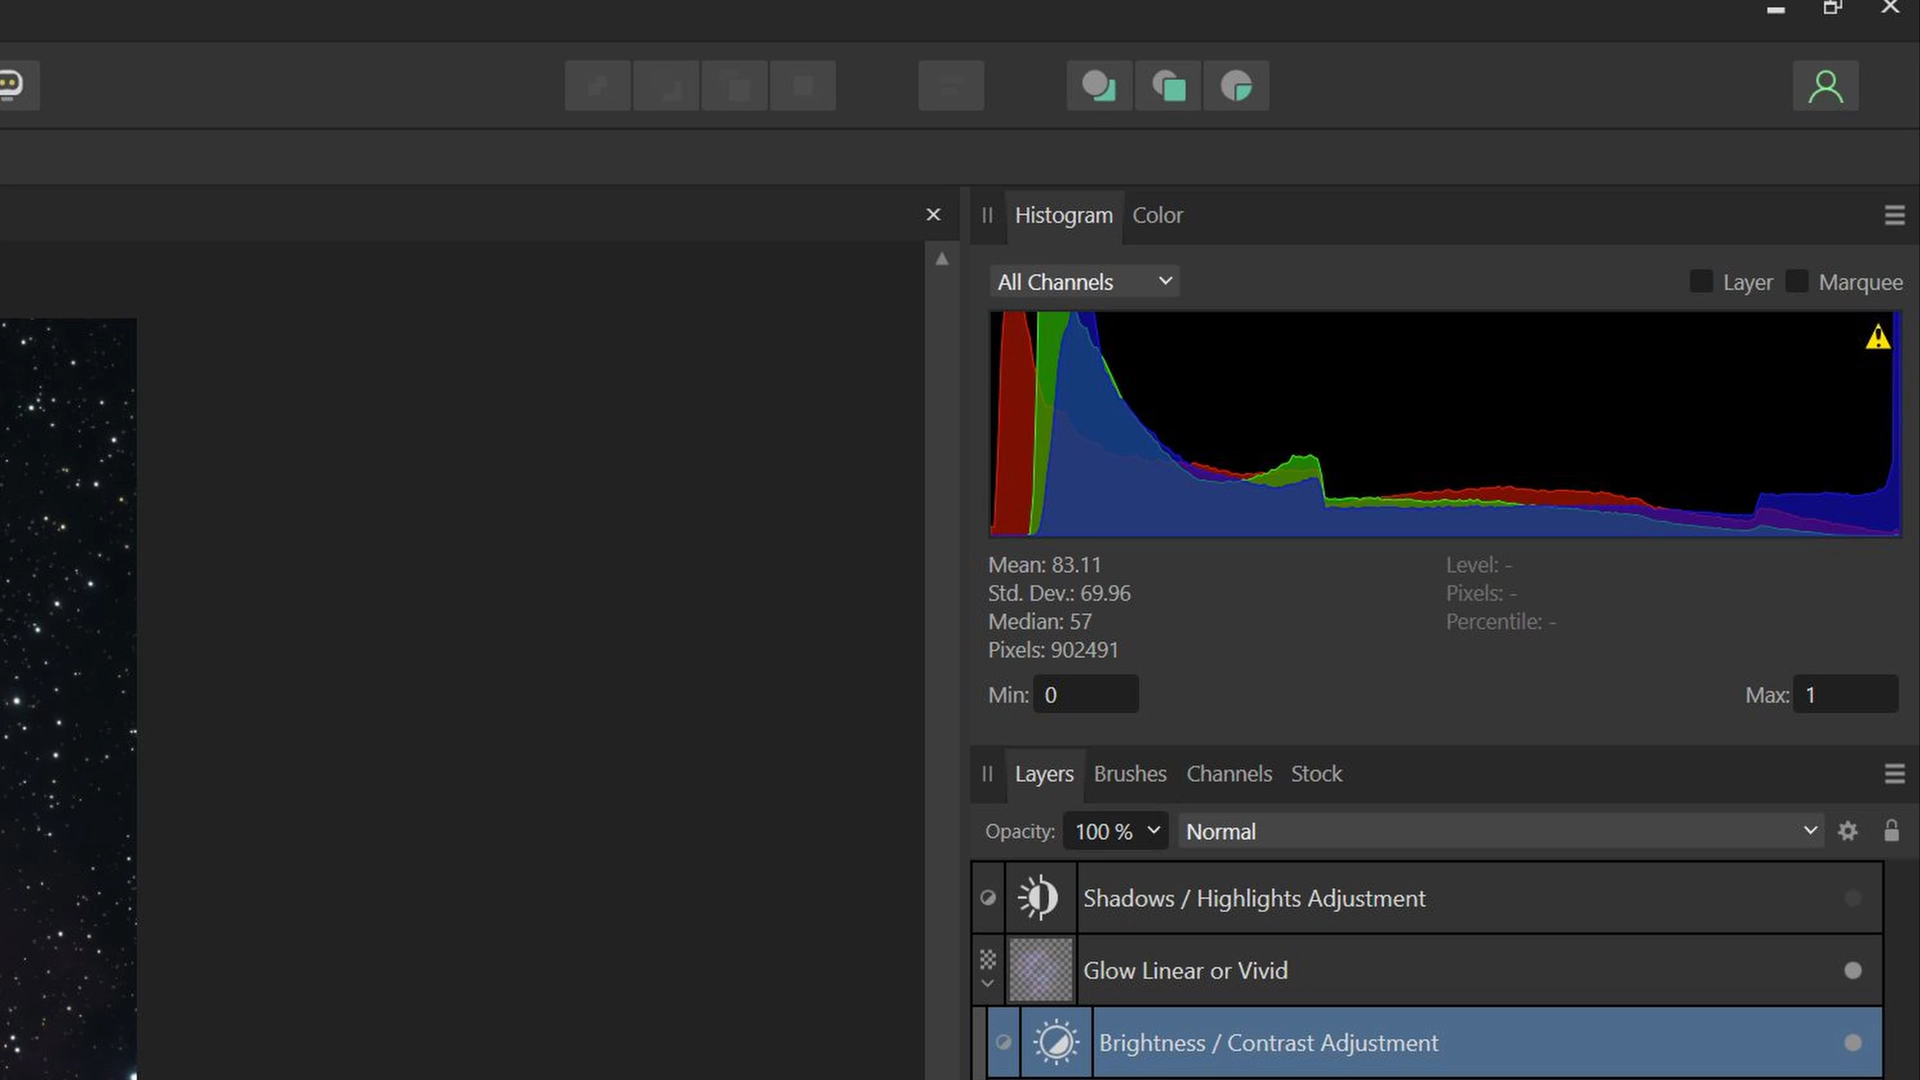 Histogram Color
All Channels Layer Marquee
Mean: 83.11
Std. Dev.: 69.96
Median: 57
Pixels: 902491
Level: -
Pixels: -
Percentile: -
Min: 0 Max: 1
Layers Brushes Channels Stock
Opacity: 100 % Normal
Shadows / Highlights Adjustment
Glow Linear or Vivid
Brightness / Contrast Adjustment